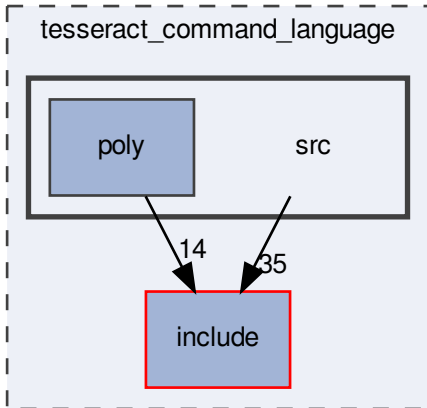 tesseract_command_language
poly
src
14
35
include